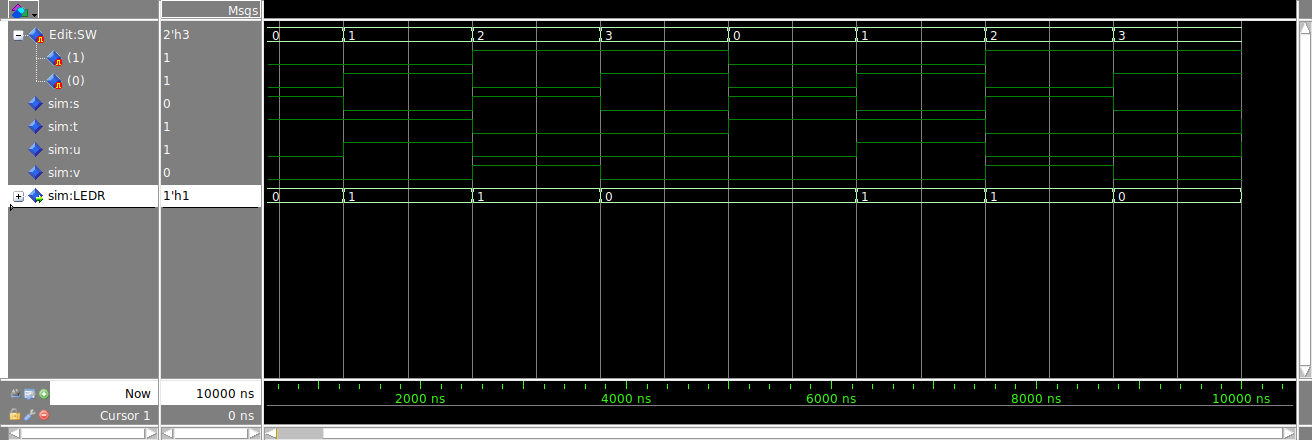 Msgs
Edit:SW 2'h3 0 1 2 3 0 1 2 3
(1) 1
(0) 1
sim:s 0
sim:t 1
sim:u 1
sim:v 0
sim:LEDR 1'h1 0 1 1 0 1 1 0
Now 10000 ns
2000 ns 4000 ns 6000 ns 8000 ns 10000 ns
Cursor 1 0 ns